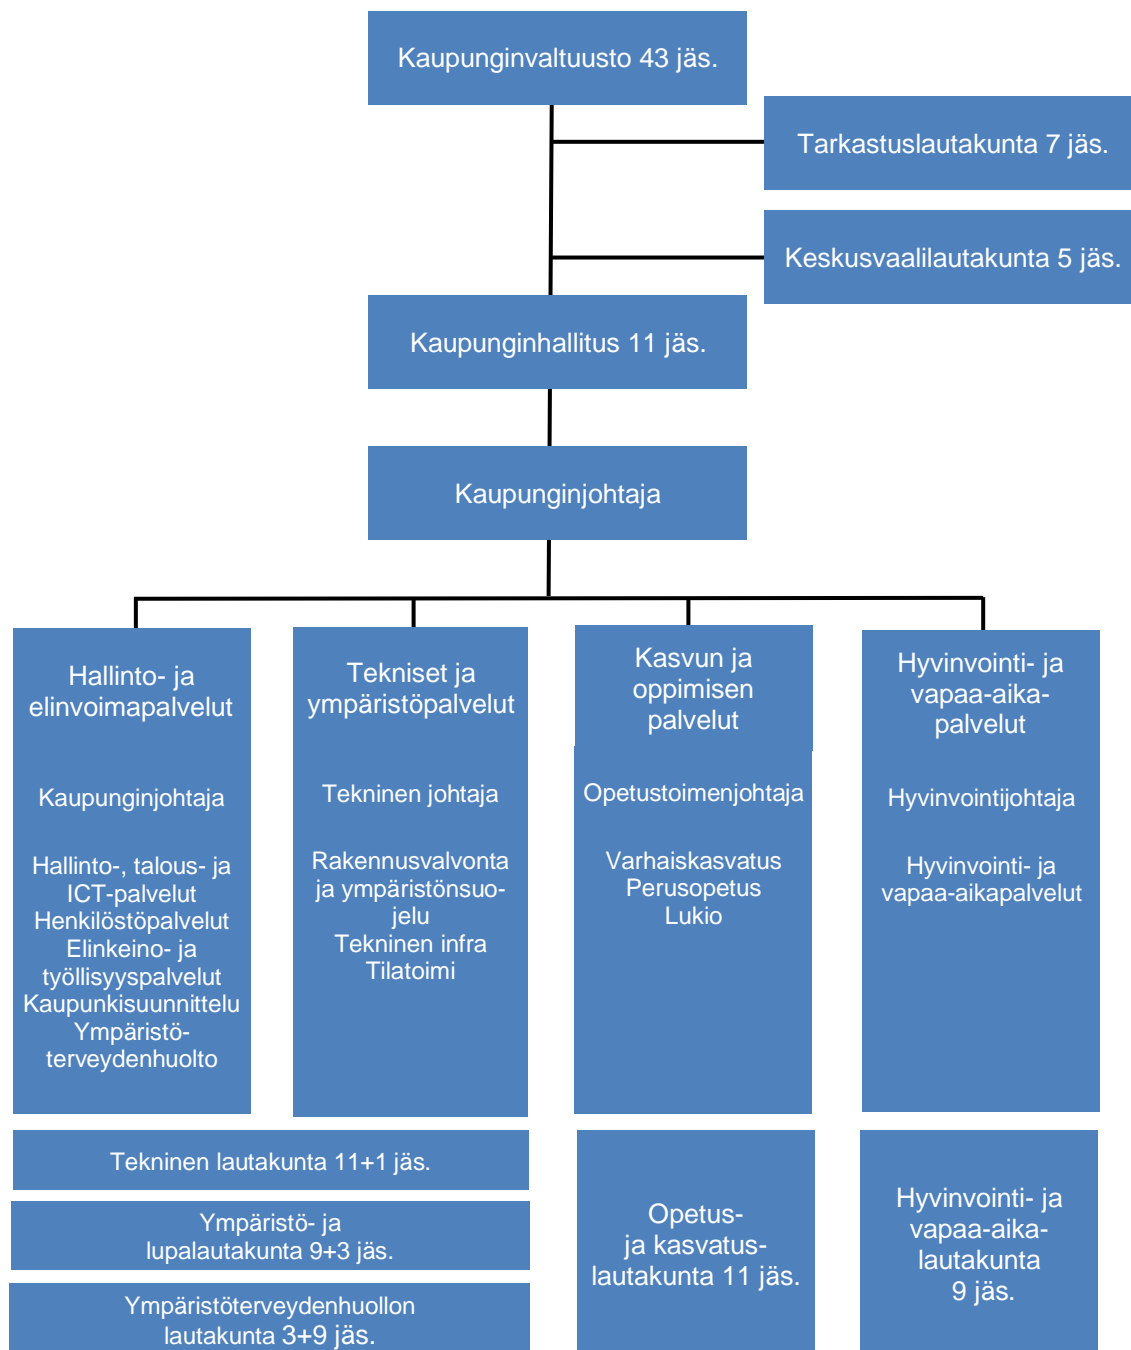 Kaupunginvaltuusto 43 jäs.
Tarkastuslautakunta 7 jäs.
Keskusvaalilautakunta 5 jäs.
Kaupunginhallitus 11 jäs.
Kaupunginjohtaja
Hallinto- ja
elinvoimapalvelut
Kaupunginjohtaja
Hallinto-, talous- ja
ICT-palvelut
Henkilöstöpalvelut
Elinkeino- ja
työllisyyspalvelut
Kaupunkisuunnittelu
Ympäristö-
terveydenhuolto
Tekniset ja
ympäristöpalvelut
Tekninen johtaja
Rakennusvalvonta
ja ympäristönsuo-
jelu
Tekninen infra
Tilatoimi
Kasvun ja
oppimisen
palvelut
Opetustoimenjohtaja
Varhaiskasvatus
Perusopetus
Lukio
Hyvinvointi- ja
vapaa-aika-
palvelut
Hyvinvointijohtaja
Hyvinvointi- ja
vapaa-aikapalvelut
Tekninen lautakunta 11+1 jäs.
Ympäristö- ja
lupalautakunta 9+3 jäs.
Ympäristöterveydenhuollon
lautakunta 3+9 jäs.
Opetus-
ja kasvatus-
lautakunta 11 jäs.
Hyvinvointi- ja
vapaa-aika-
lautakunta
9 jäs.